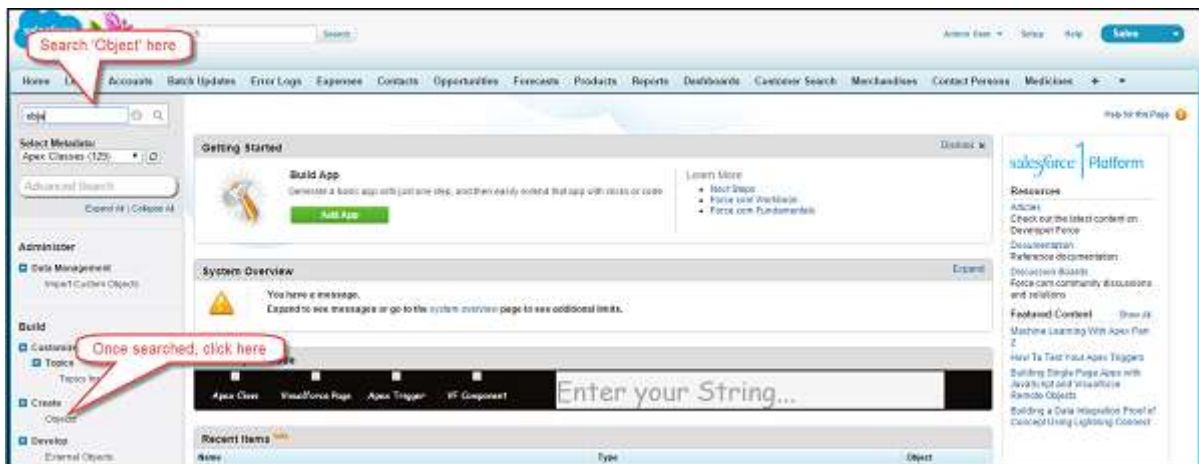 salesforce
Search 'Object' here
Search
Admin User
Setup
Help
Sales
Home
Accounts
Batch Updates
Error Logs
Expenses
Contacts
Opportunities
Forecasts
Products
Reports
Dashboards
Customer Search
Merchandises
Contact Persons
Medicines
+
obje
Help for this Page
Select Metadata:
Apex Classes (129)
Advanced Search
Expand All | Collapse All
Administer
Data Management
Import Custom Objects
Build
Customize
Topics
Once searched, click here
Create
Objects
Develop
External Objects
Getting Started
Dismiss x
Build App
Generate a basic app with just one step, and then easily extend that app with clicks or code
Add App
Learn More
Next Steps
Force.com Workbook
Force.com Fundamentals
System Overview
Expand
You have a message.
Expand to see messages or go to the system overview page to see additional limits.
Apex Class
Visualforce Page
Apex Trigger
VF Component
Enter your String...
Recent Items
Name
Type
Object
salesforce1 Platform
Resources
Articles
Check out the latest content on
Developer Force
Documentation
Reference documentation
Discussion Boards
Force.com community discussions
and solutions
Featured Content
Show All
Machine Learning With Apex Part
2
How To Test Your Apex Triggers
Building Single Page Apps with
JavaScript and Visualforce
Remote Objects
Building a Data Integration Proof of
Concept Using Lightning Connect